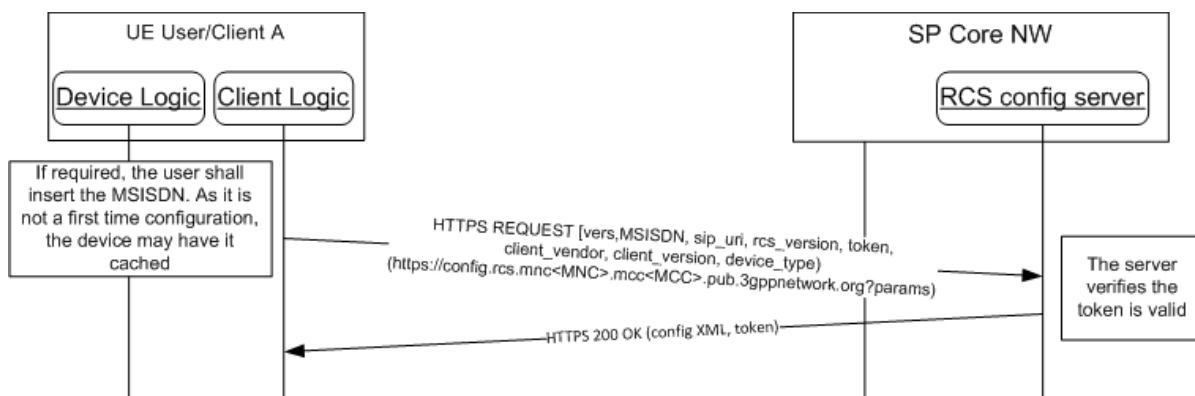 UE User/Client A
SP Core NW
Device Logic
Client Logic
RCS config server
If required, the user shall
insert the MSISDN. As it is
not a first time configuration,
the device may have it
cached
HTTPS REQUEST [vers,MSISDN, sip_uri, rcs_version, token,
client_vendor, client_version, device_type)
(https://config.rcs.mnc<MNC>.mcc<MCC>.pub.3gppnetwork.org?params)
The server
verifies the
token is valid
HTTPS 200 OK (config XML, token)